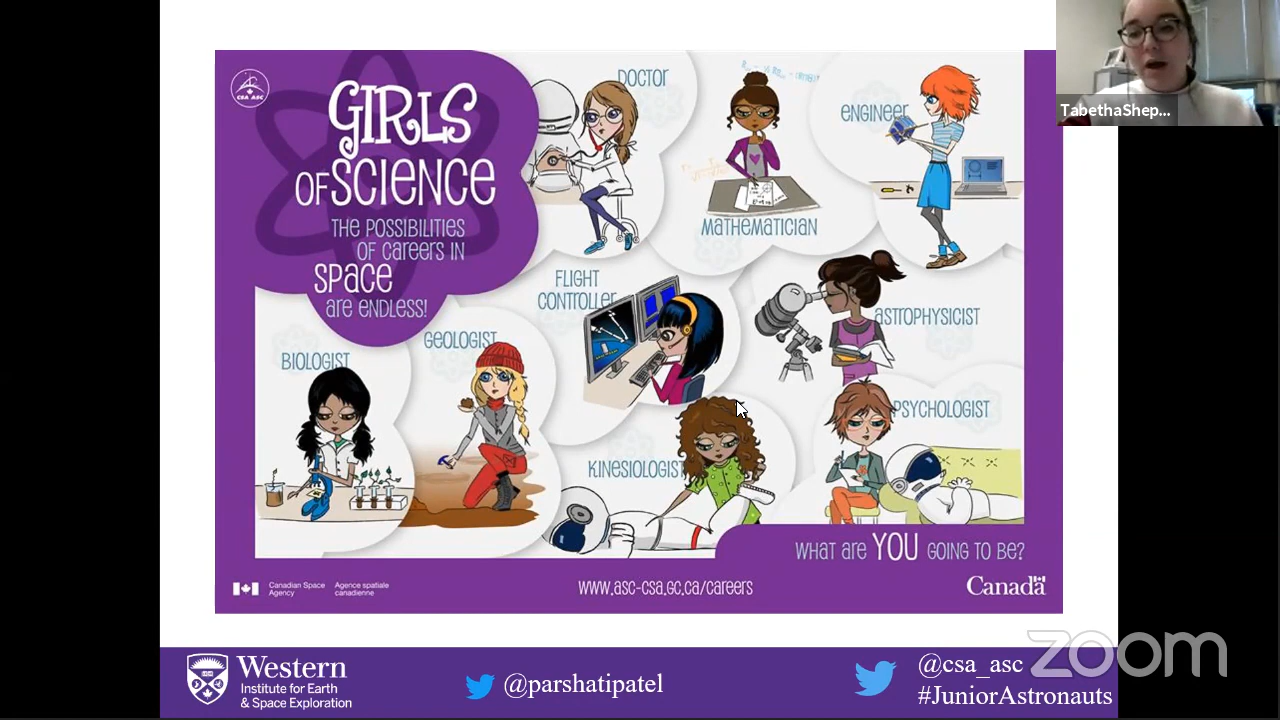 TabethaShep...
CSA ASC
GIRLS
OF SCIENCE
THE POSSIBILITIES
OF CAREERS IN
SPACE
ARE ENDLESS!
DOCTOR
MATHEMATICIAN
ENGINEER
FLIGHT
CONTROLLER
ASTROPHYSICIST
GEOLOGIST
BIOLOGIST
KINESIOLOGIST
PSYCHOLOGIST
WHAT ARE YOU GOING TO BE?
Canadian Space
Agency
Agence spatiale
canadienne
www.asc-csa.gc.ca/careers
Canada
Western
Institute for Earth
& Space Exploration
@parshatipatel
@csa_asc
#JuniorAstronauts
zoom